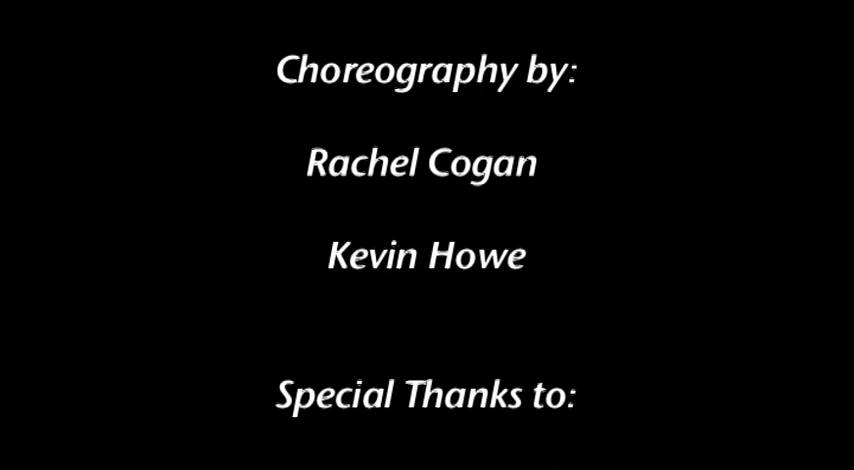 Choreography by:
Rachel Cogan
Kevin Howe
Special Thanks to: